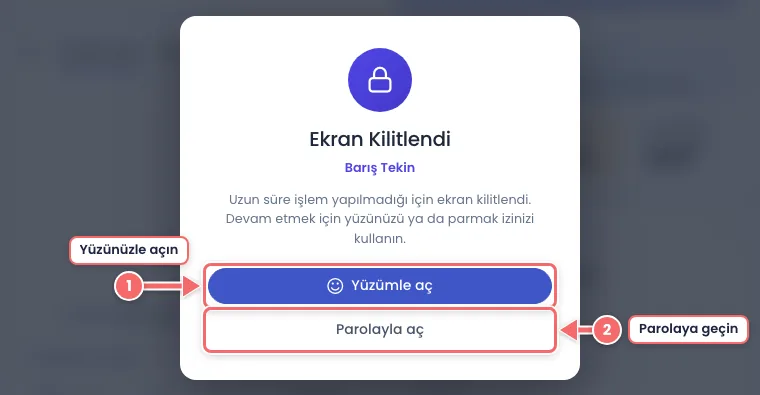 Ekran Kilitlendi
Barış Tekin
Uzun süre işlem yapılmadığı için ekran kilitlendi.
Devam etmek için yüzünüzü ya da parmak izinizi
kullanın.
Yüzünüzle açın
1
Yüzümle aç
Parolayla aç
2
Parolaya geçin